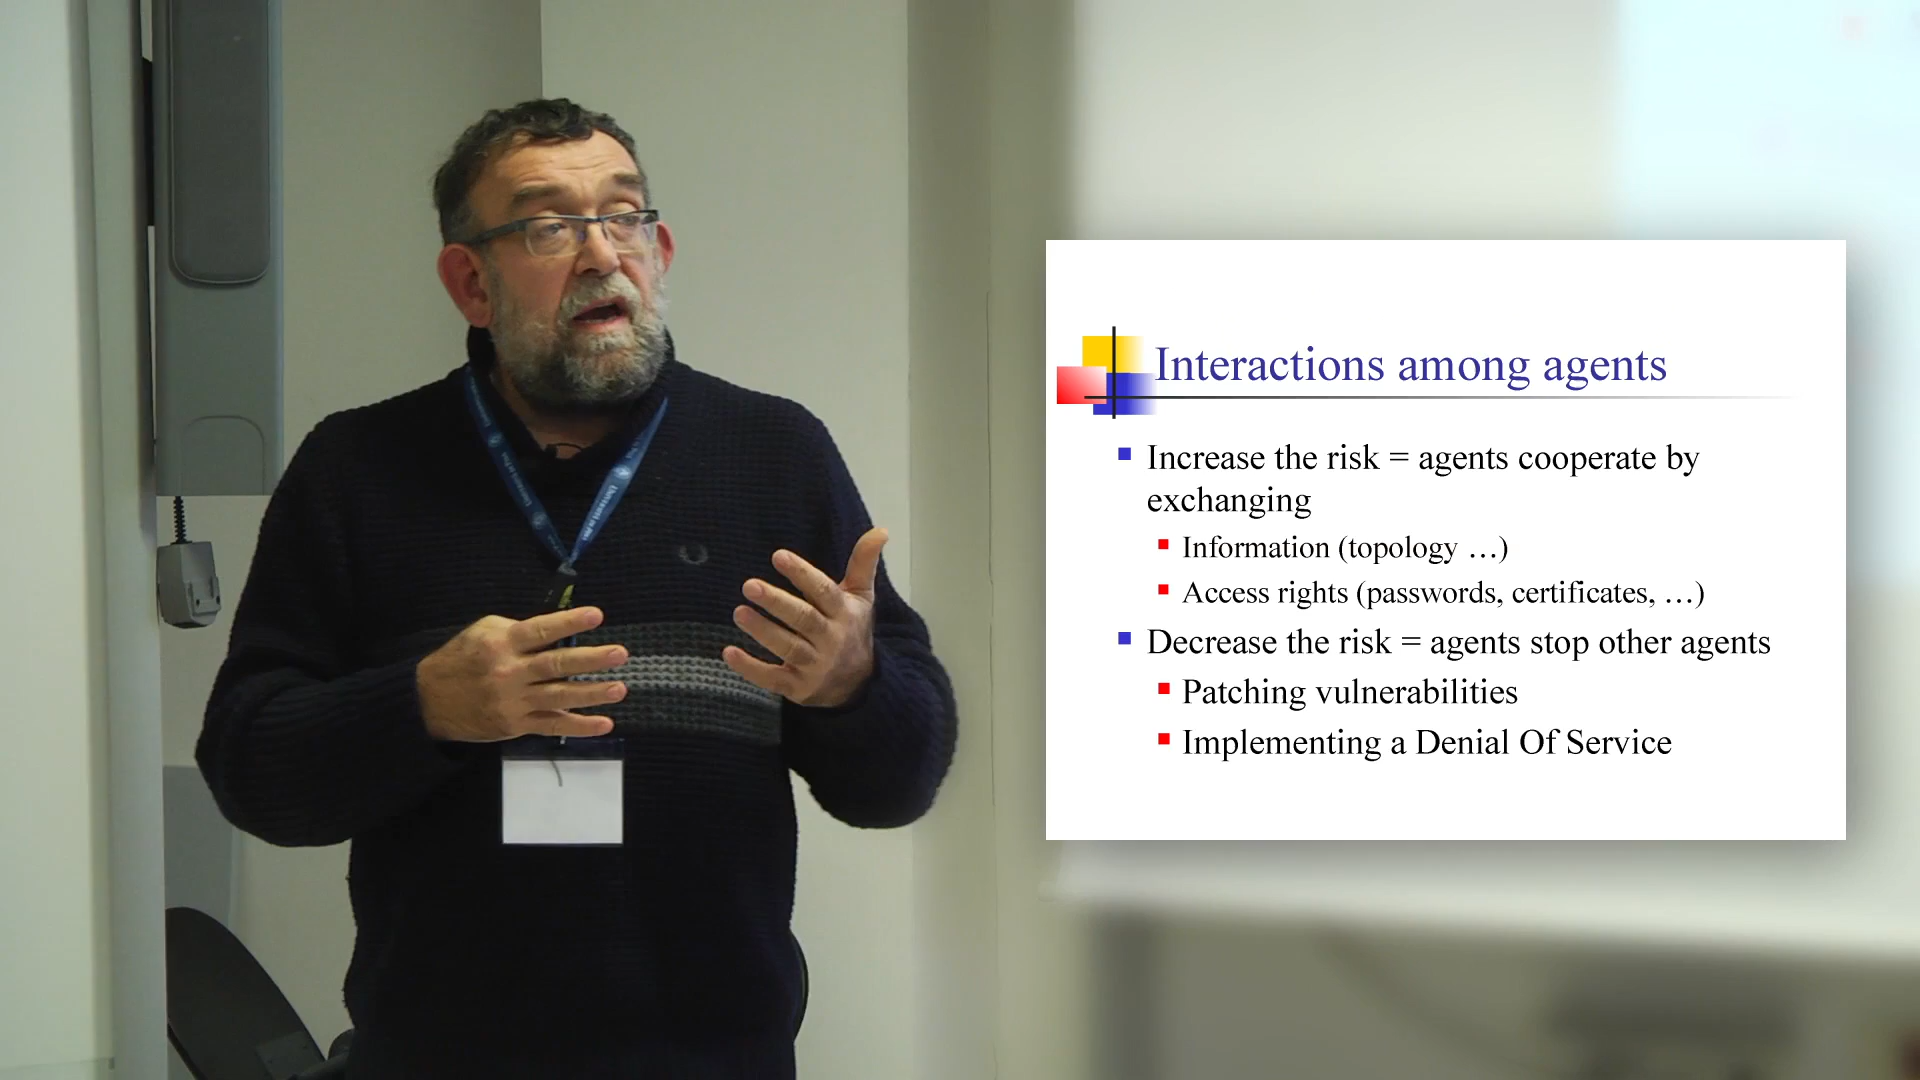 Interactions among agents
Increase the risk = agents cooperate by
exchanging
Information (topology …)
Access rights (passwords, certificates, …)
Decrease the risk = agents stop other agents
Patching vulnerabilities
Implementing a Denial Of Service